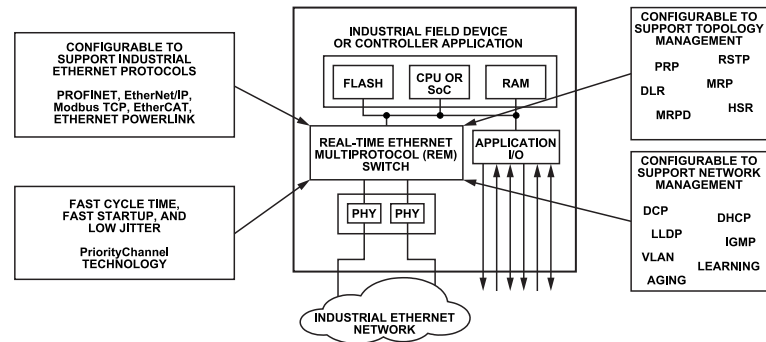 CONFIGURABLE TO
SUPPORT INDUSTRIAL
ETHERNET PROTOCOLS
PROFINET, EtherNet/IP,
Modbus TCP, EtherCAT,
ETHERNET POWERLINK
FAST CYCLE TIME,
FAST STARTUP, AND
LOW JITTER
PriorityChannel
TECHNOLOGY
INDUSTRIAL FIELD DEVICE
OR CONTROLLER APPLICATION
FLASH
CPU OR
SoC
RAM
REAL-TIME ETHERNET
MULTIPROTOCOL (REM)
SWITCH
APPLICATION
I/O
PHY
PHY
INDUSTRIAL ETHERNET
NETWORK
CONFIGURABLE TO
SUPPORT TOPOLOGY
MANAGEMENT
PRP
RSTP
DLR
MRP
MRPD
HSR
CONFIGURABLE TO
SUPPORT NETWORK
MANAGEMENT
DCP
DHCP
LLDP
IGMP
VLAN
LEARNING
AGING